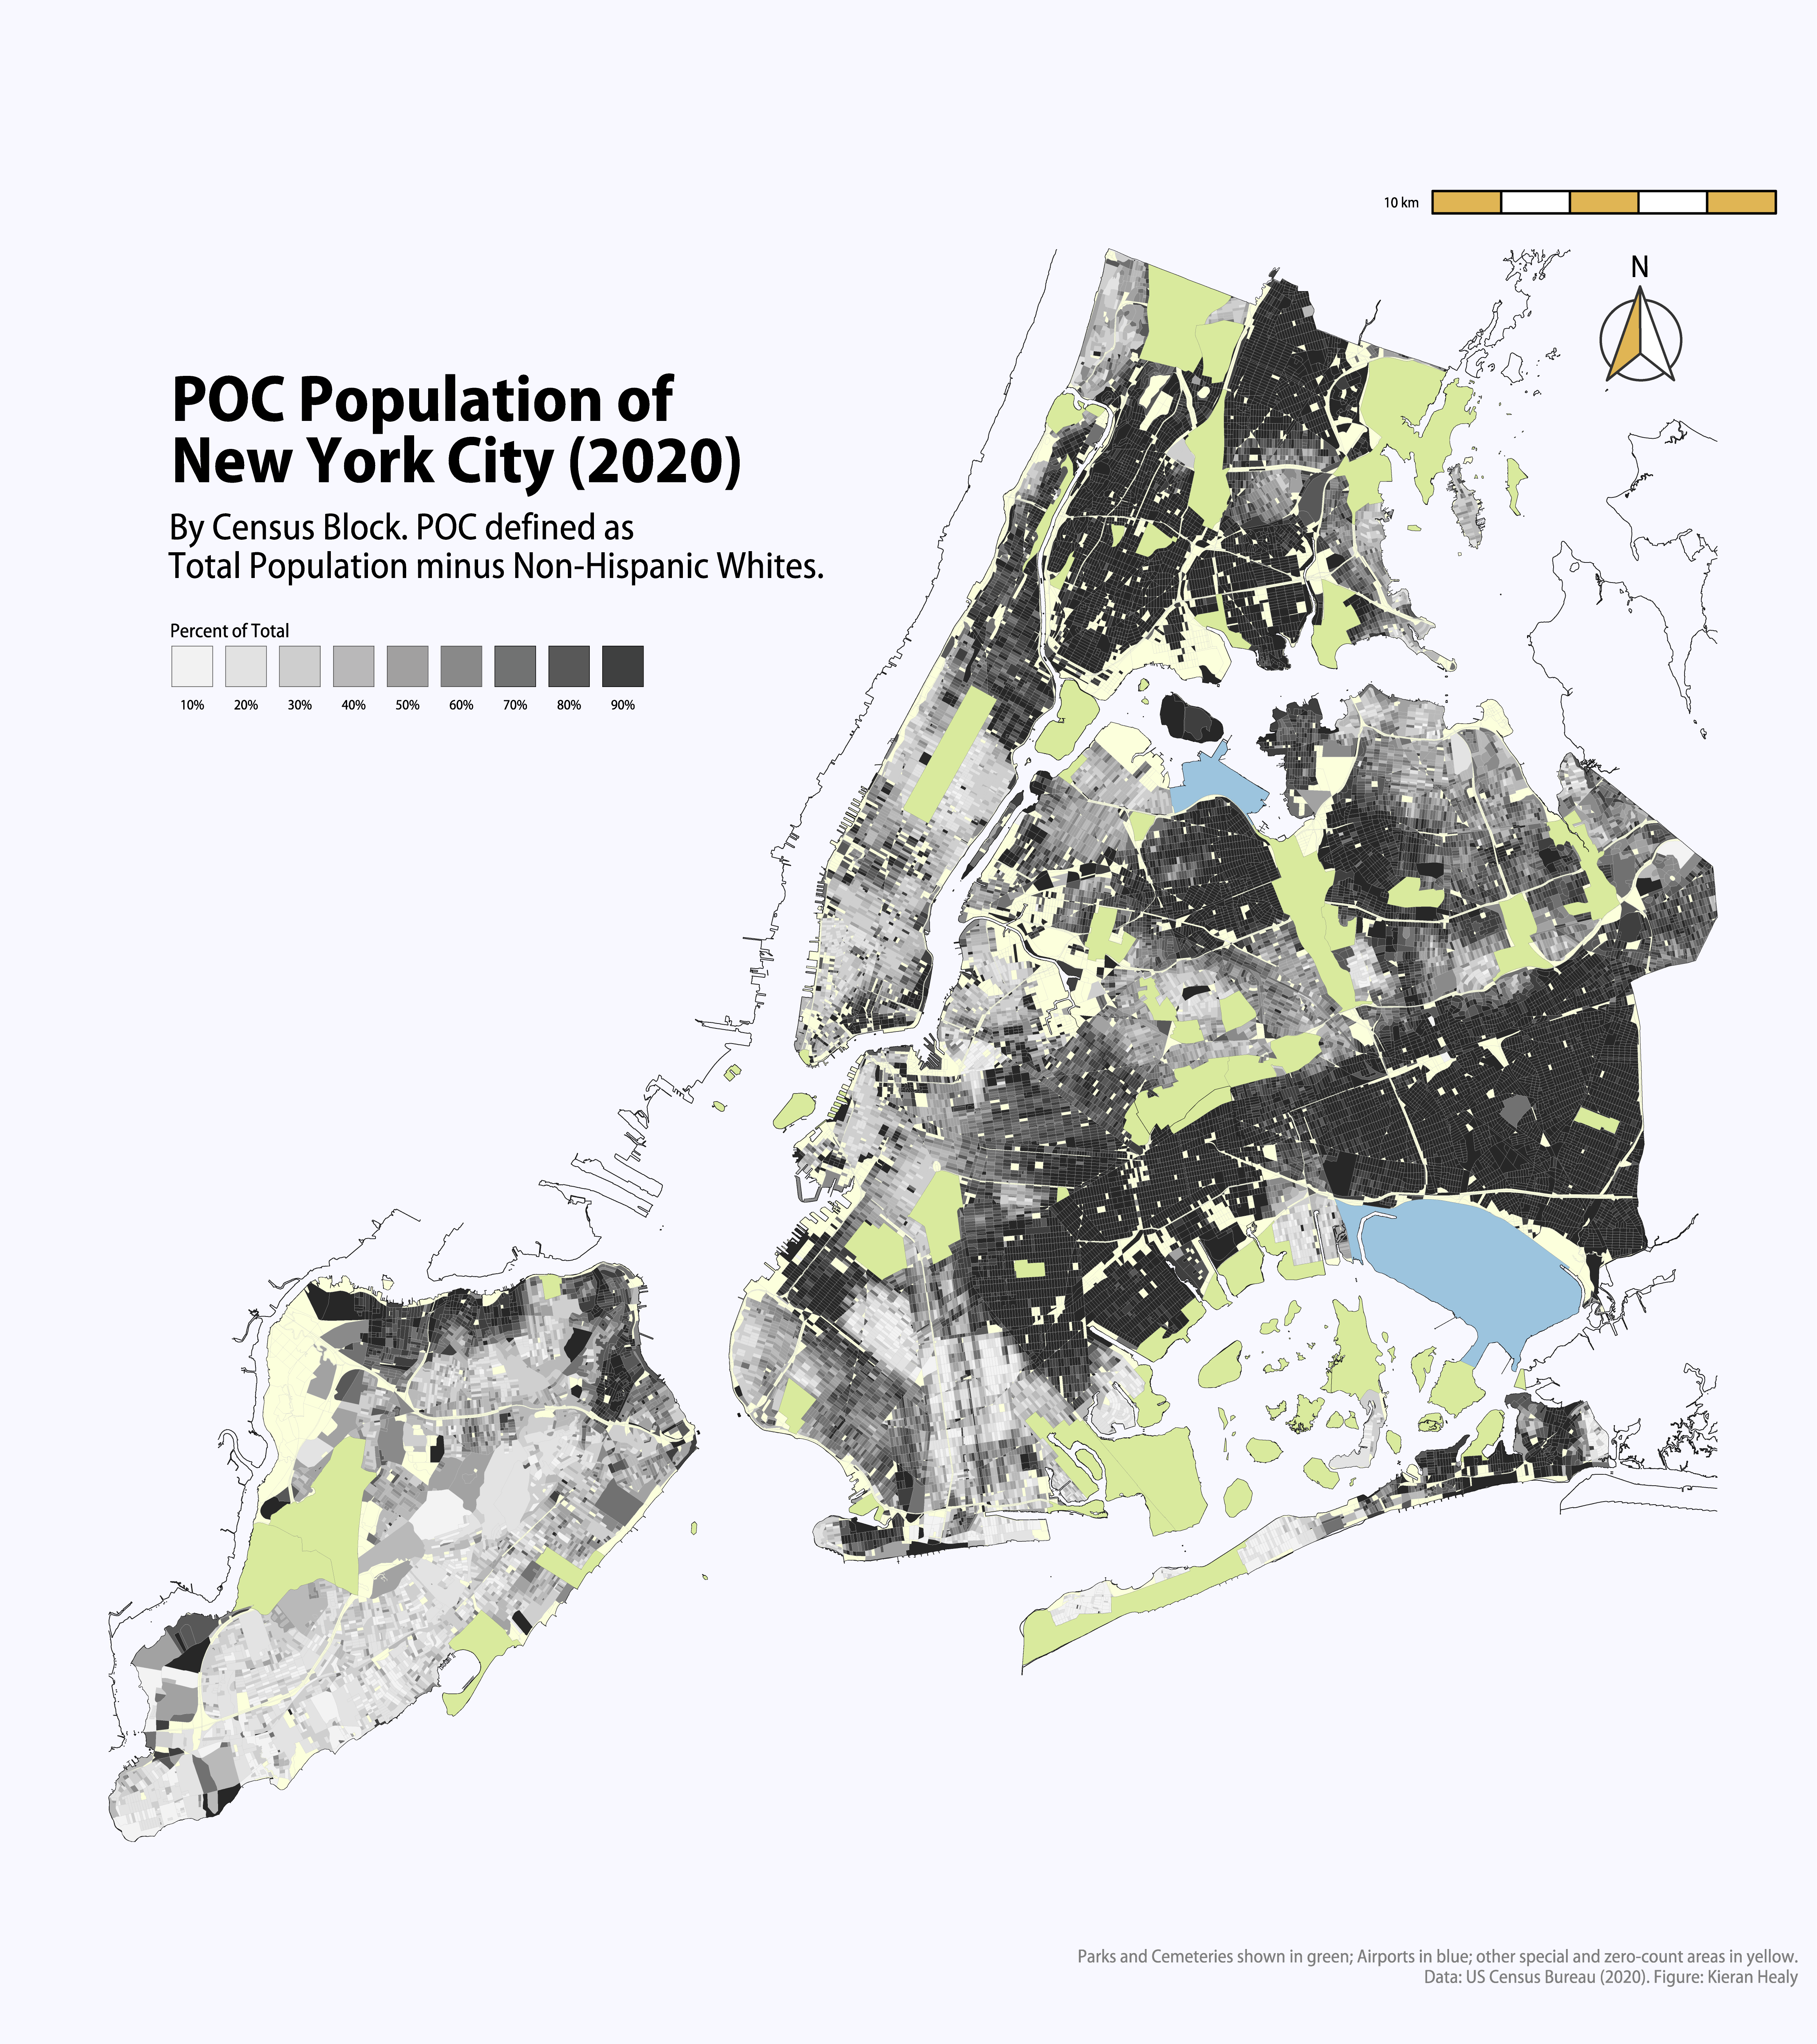 10 km
N
POC Population of
New York City (2020)
By Census Block. POC defined as
Total Population minus Non-Hispanic Whites.
Percent of Total
10% 20% 30% 40% 50% 60% 70% 80% 90%
Parks and Cemeteries shown in green; Airports in blue; other special and zero-count areas in yellow.
Data: US Census Bureau (2020). Figure: Kieran Healy